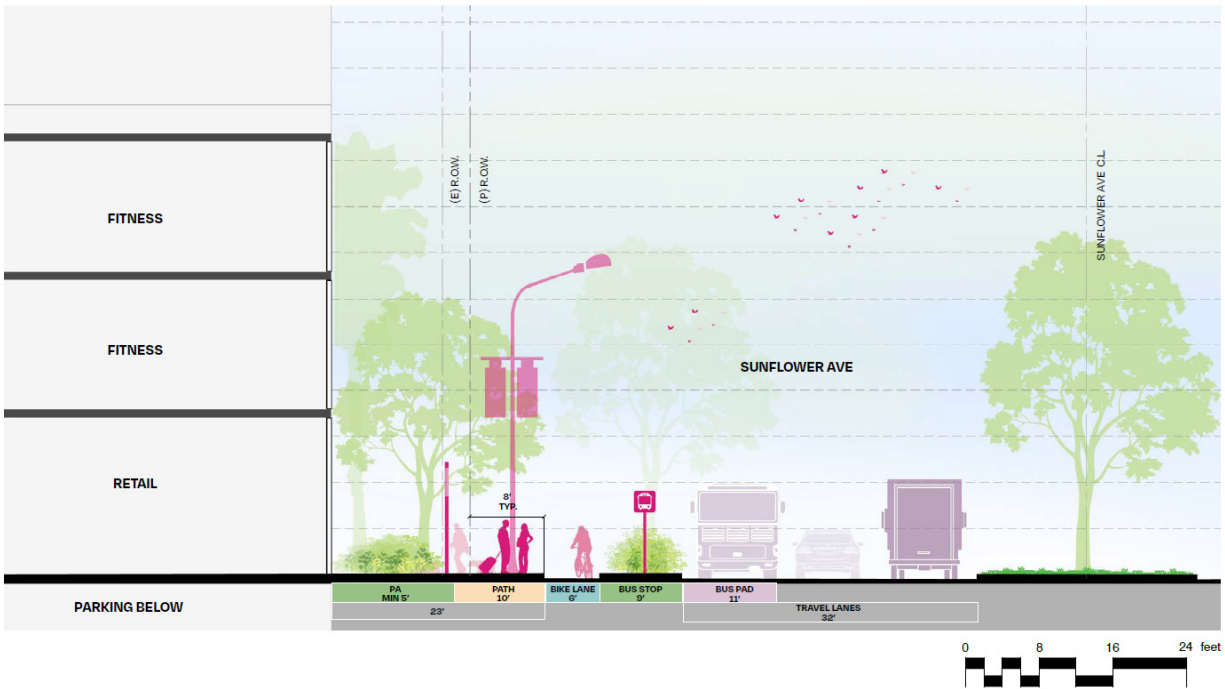 (E) R.O.W.
(P) R.O.W.
SUNFLOWER AVE C.L.
FITNESS
FITNESS
SUNFLOWER AVE
RETAIL
8'
TYP.
PA
MIN 5'
PATH
10'
BIKE LANE
6'
BUS STOP
9'
BUS PAD
11'
PARKING BELOW
23'
TRAVEL LANES
32'
0 8 16 24 feet